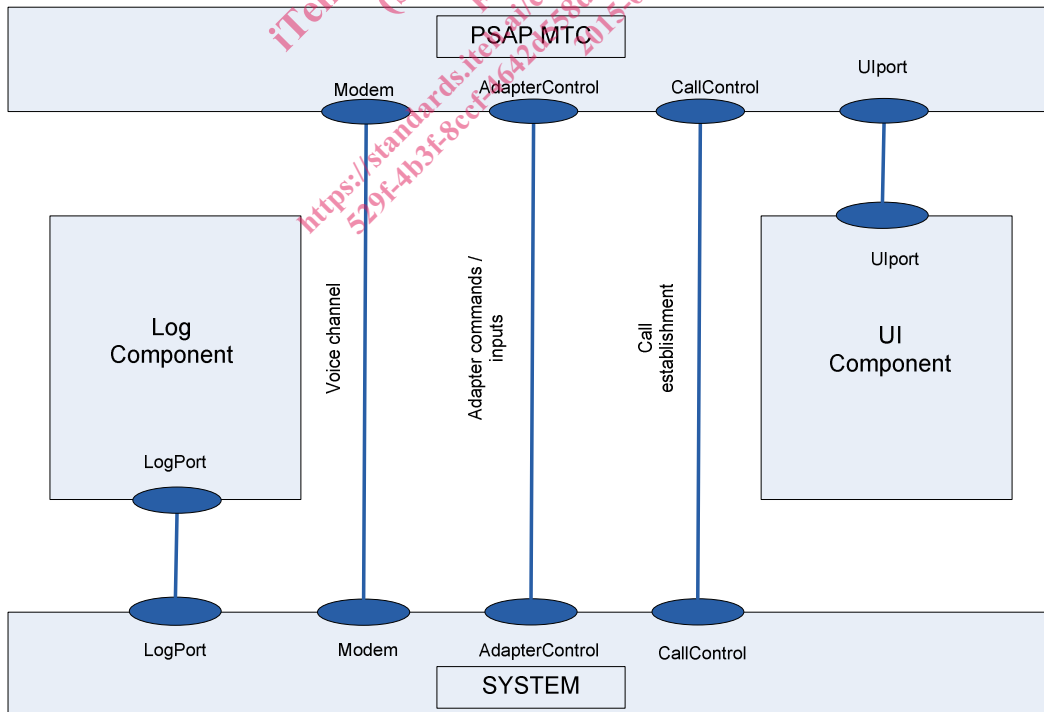 PSAP MTC
Modem
AdapterControl
CallControl
UIport
UIport
Log
Component
Voice channel
Adapter commands /
inputs
Call
establishment
UI
Component
LogPort
LogPort
Modem
AdapterControl
CallControl
SYSTEM